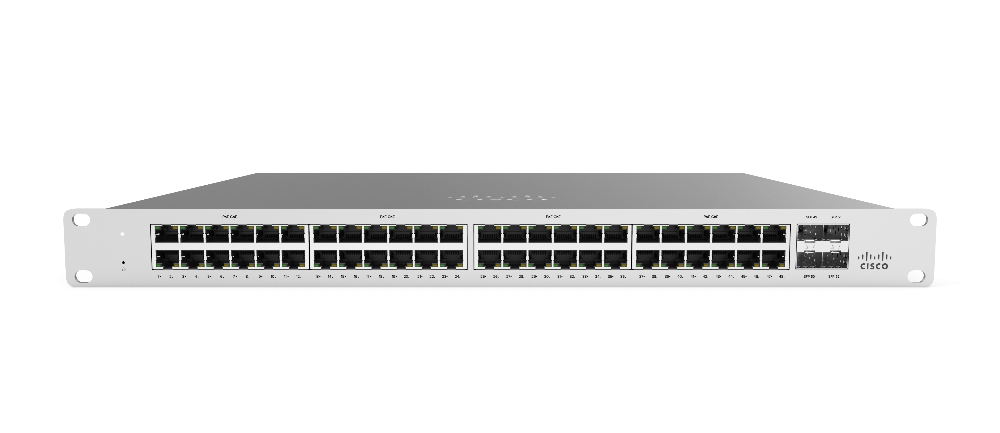 CISCO
PoE GbE PoE GbE PoE GbE PoE GbE SFP 49 SFP 51
CISCO
1 2 3 4 5 6 7 8 9 10 11 12 13 14 15 16 17 18 19 20 21 22 23 24 25 26 27 28 29 30 31 32 33 34 35 36 37 38 39 40 41 42 43 44 45 46 47 48 SFP 50 SFP 52